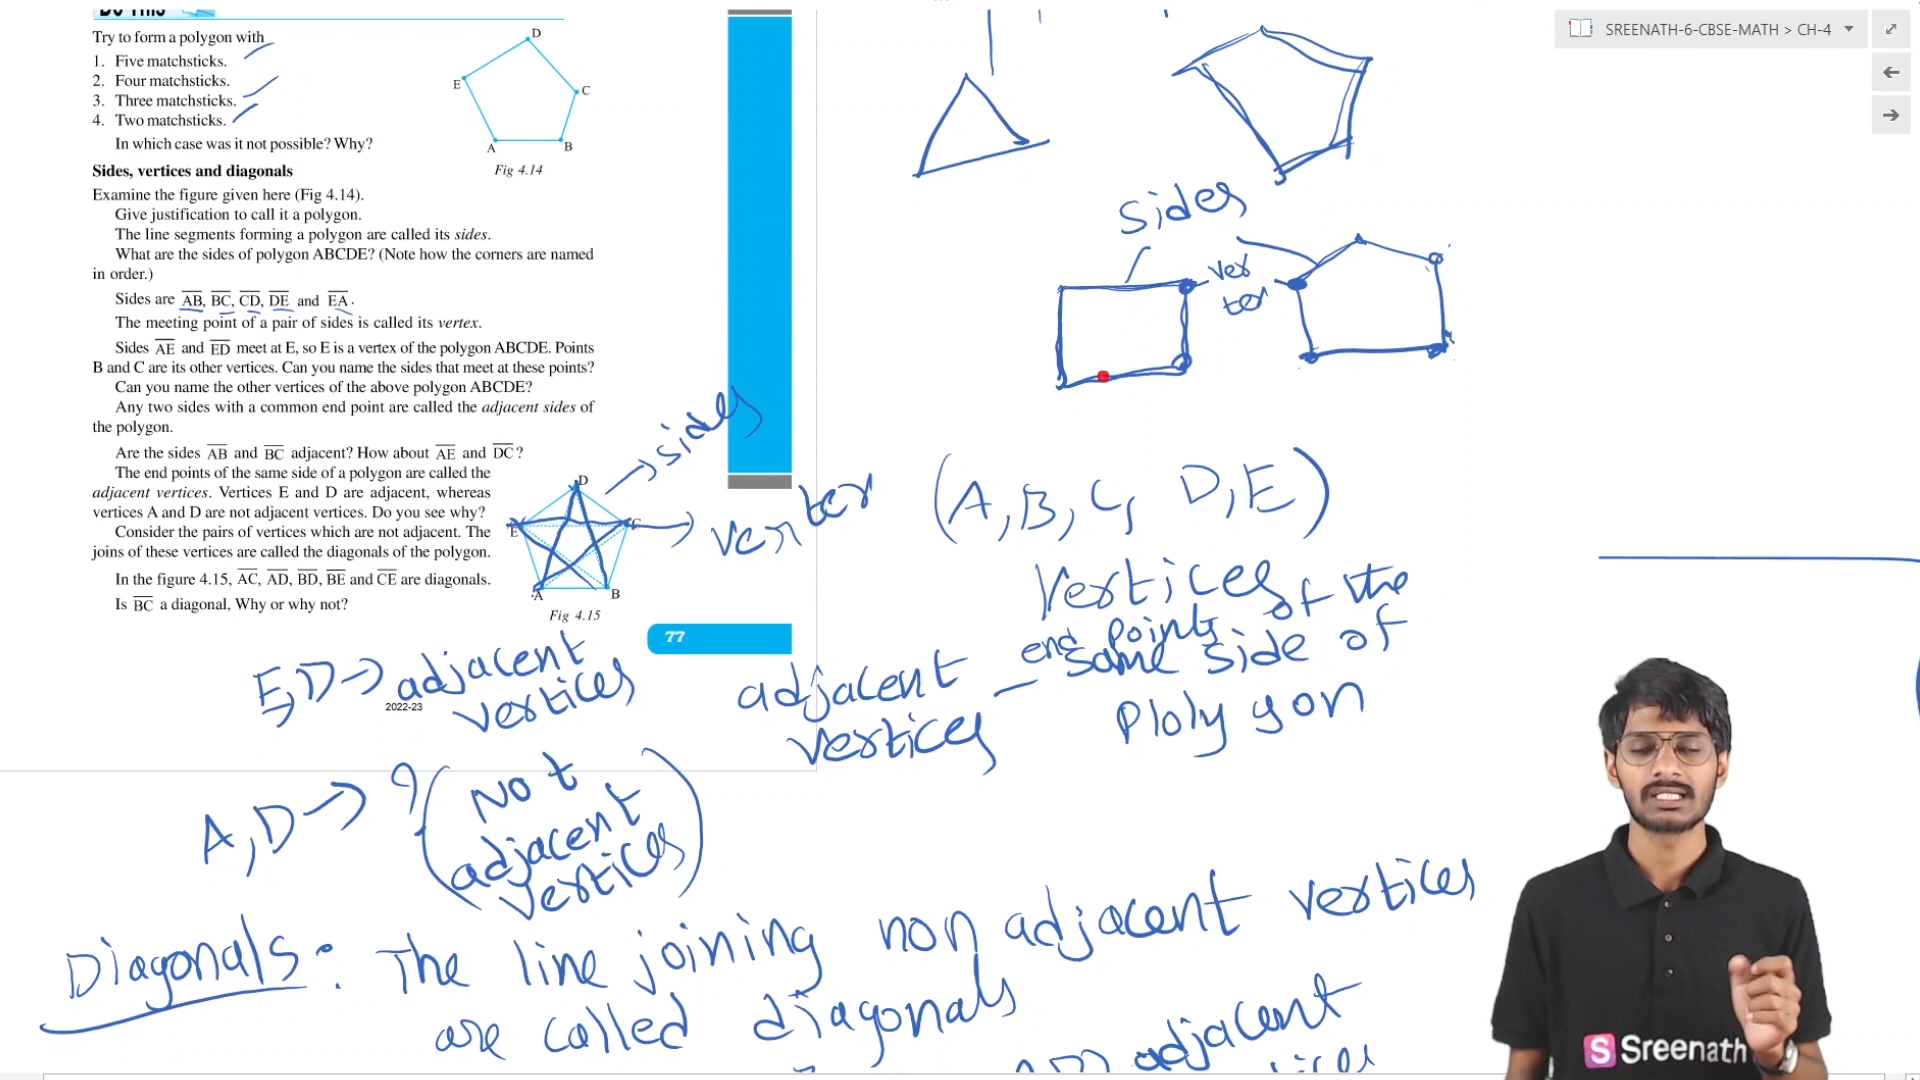 Try to form a polygon with
1. Five matchsticks.
2. Four matchsticks.
3. Three matchsticks.
4. Two matchsticks.
In which case was it not possible? Why?
D
E
C
A
B
Fig 4.14
Sides, vertices and diagonals
Examine the figure given here (Fig 4.14).
Give justification to call it a polygon.
The line segments forming a polygon are called its sides.
What are the sides of polygon ABCDE? (Note how the corners are named
in order.)
Sides are AB, BC, CD, DE and EA.
The meeting point of a pair of sides is called its vertex.
Sides AE and ED meet at E, so E is a vertex of the polygon ABCDE. Points
B and C are its other vertices. Can you name the sides that meet at these points?
Can you name the other vertices of the above polygon ABCDE?
Any two sides with a common end point are called the adjacent sides of
the polygon.
Are the sides AB and BC adjacent? How about AE and DC?
The end points of the same side of a polygon are called the
adjacent vertices. Vertices E and D are adjacent, whereas
vertices A and D are not adjacent vertices. Do you see why?
Consider the pairs of vertices which are not adjacent. The
joins of these vertices are called the diagonals of the polygon.
In the figure 4.15, AC, AD, BD, BE and CE are diagonals.
Is BC a diagonal, Why or why not?
D
E
C
A
B
Fig 4.15
77
2022-23
SREENATH-6-CBSE-MATH > CH-4
Sides
ver
tex
sides
vertex
(A, B, C, D, E)
Vertices
adjacent
vertices
end points of the
same side of
Ploly gon
E, D → adjacent
vertices
A, D → ? (Not
adjacent
vertices)
Diagonals: The line joining non adjacent vertices
are called diagonals
adjacent
S Sreenath